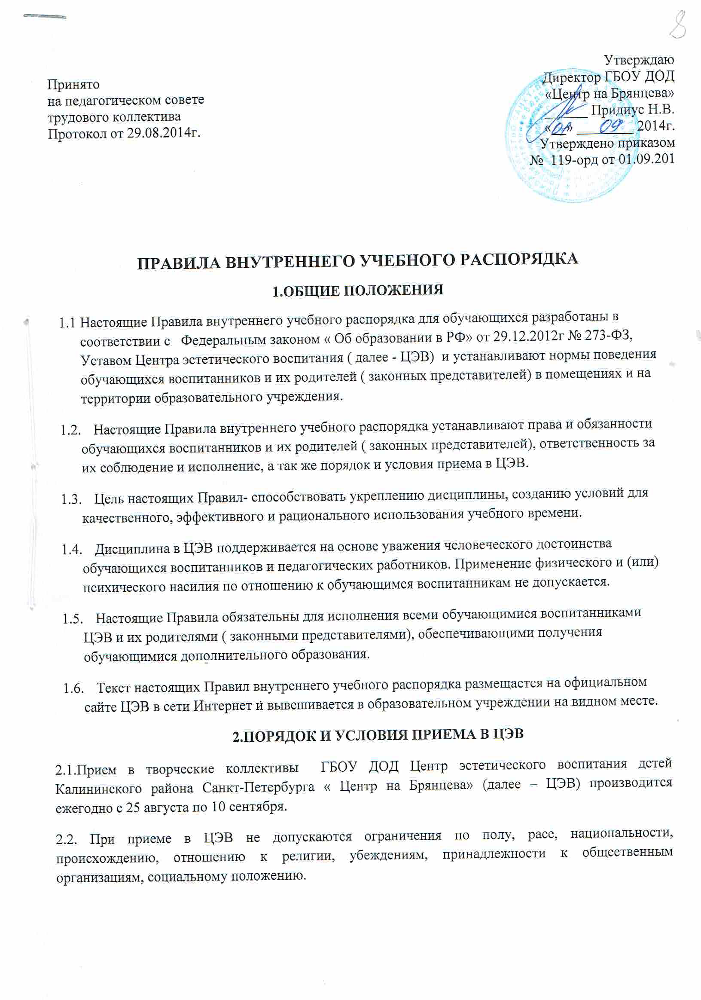 8
Принято
на педагогическом совете
трудового коллектива
Протокол от 29.08.2014г.
Утверждаю
Директор ГБОУ ДОД
«Центр на Брянцева»
______ Придиус Н.В.
«01» ____09____ 2014г.
Утверждено приказом
№ 119-орд от 01.09.201
ПРАВИЛА ВНУТРЕННЕГО УЧЕБНОГО РАСПОРЯДКА
1.ОБЩИЕ ПОЛОЖЕНИЯ
1.1 Настоящие Правила внутреннего учебного распорядка для обучающихся разработаны в
соответствии с Федеральным законом « Об образовании в РФ» от 29.12.2012г № 273-ФЗ,
Уставом Центра эстетического воспитания ( далее - ЦЭВ) и устанавливают нормы поведения
обучающихся воспитанников и их родителей ( законных представителей) в помещениях и на
территории образовательного учреждения.
1.2. Настоящие Правила внутреннего учебного распорядка устанавливают права и обязанности
обучающихся воспитанников и их родителей ( законных представителей), ответственность за
их соблюдение и исполнение, а так же порядок и условия приема в ЦЭВ.
1.3. Цель настоящих Правил- способствовать укреплению дисциплины, созданию условий для
качественного, эффективного и рационального использования учебного времени.
1.4. Дисциплина в ЦЭВ поддерживается на основе уважения человеческого достоинства
обучающихся воспитанников и педагогических работников. Применение физического и (или)
психического насилия по отношению к обучающимся воспитанникам не допускается.
1.5. Настоящие Правила обязательны для исполнения всеми обучающимися воспитанниками
ЦЭВ и их родителями ( законными представителями), обеспечивающими получения
обучающимися дополнительного образования.
1.6. Текст настоящих Правил внутреннего учебного распорядка размещается на официальном
сайте ЦЭВ в сети Интернет и вывешивается в образовательном учреждении на видном месте.
2.ПОРЯДОК И УСЛОВИЯ ПРИЕМА В ЦЭВ
2.1.Прием в творческие коллективы ГБОУ ДОД Центр эстетического воспитания детей
Калининского района Санкт-Петербурга « Центр на Брянцева» (далее – ЦЭВ) производится
ежегодно с 25 августа по 10 сентября.
2.2. При приеме в ЦЭВ не допускаются ограничения по полу, расе, национальности,
происхождению, отношению к религии, убеждениям, принадлежности к общественным
организациям, социальному положению.